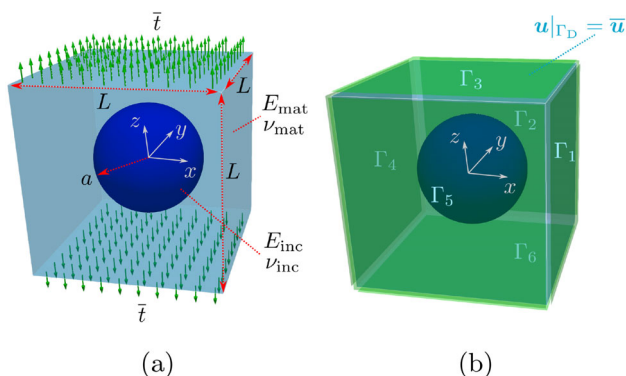 t̄
L
L
E_mat
ν_mat
z
y
x
a
L
E_inc
ν_inc
t̄
(a)
u|_{Γ_D} = ū
Γ_3
Γ_2
Γ_1
Γ_4
z
y
x
Γ_5
Γ_6
(b)